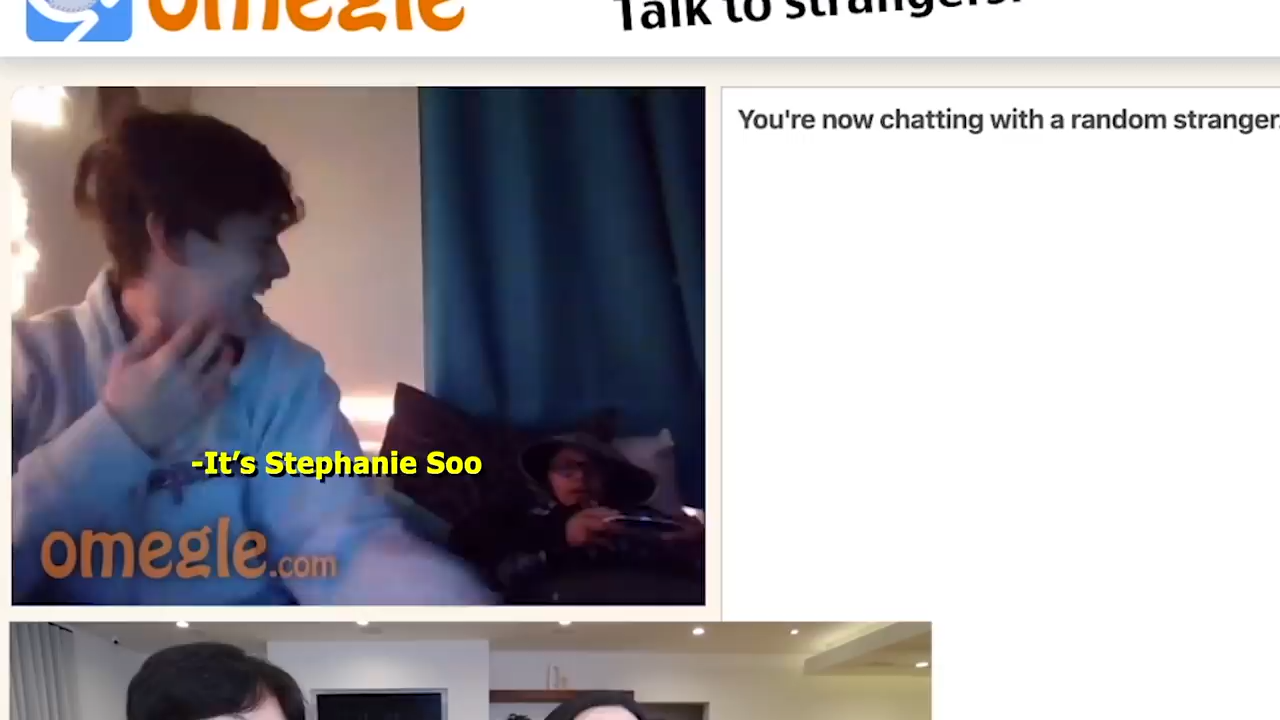 omegle
Talk to strangers!
You're now chatting with a random stranger.
-It's Stephanie Soo
omegle.com